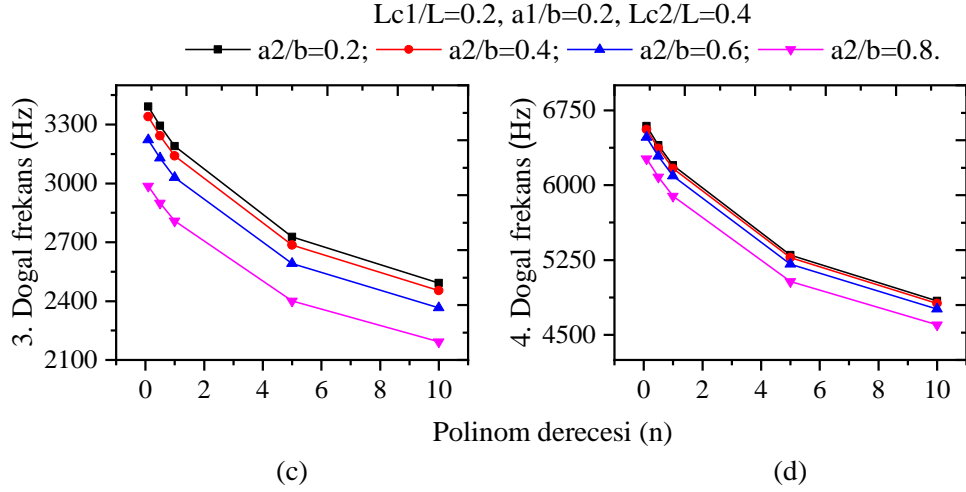 Lc1/L=0.2, a1/b=0.2, Lc2/L=0.4
a2/b=0.2; a2/b=0.4; a2/b=0.6; a2/b=0.8.
3. Dogal frekans (Hz)
3300
3000
2700
2400
2100
0 2 4 6 8 10
4. Dogal frekans (Hz)
6750
6000
5250
4500
0 2 4 6 8 10
Polinom derecesi (n)
(c) (d)